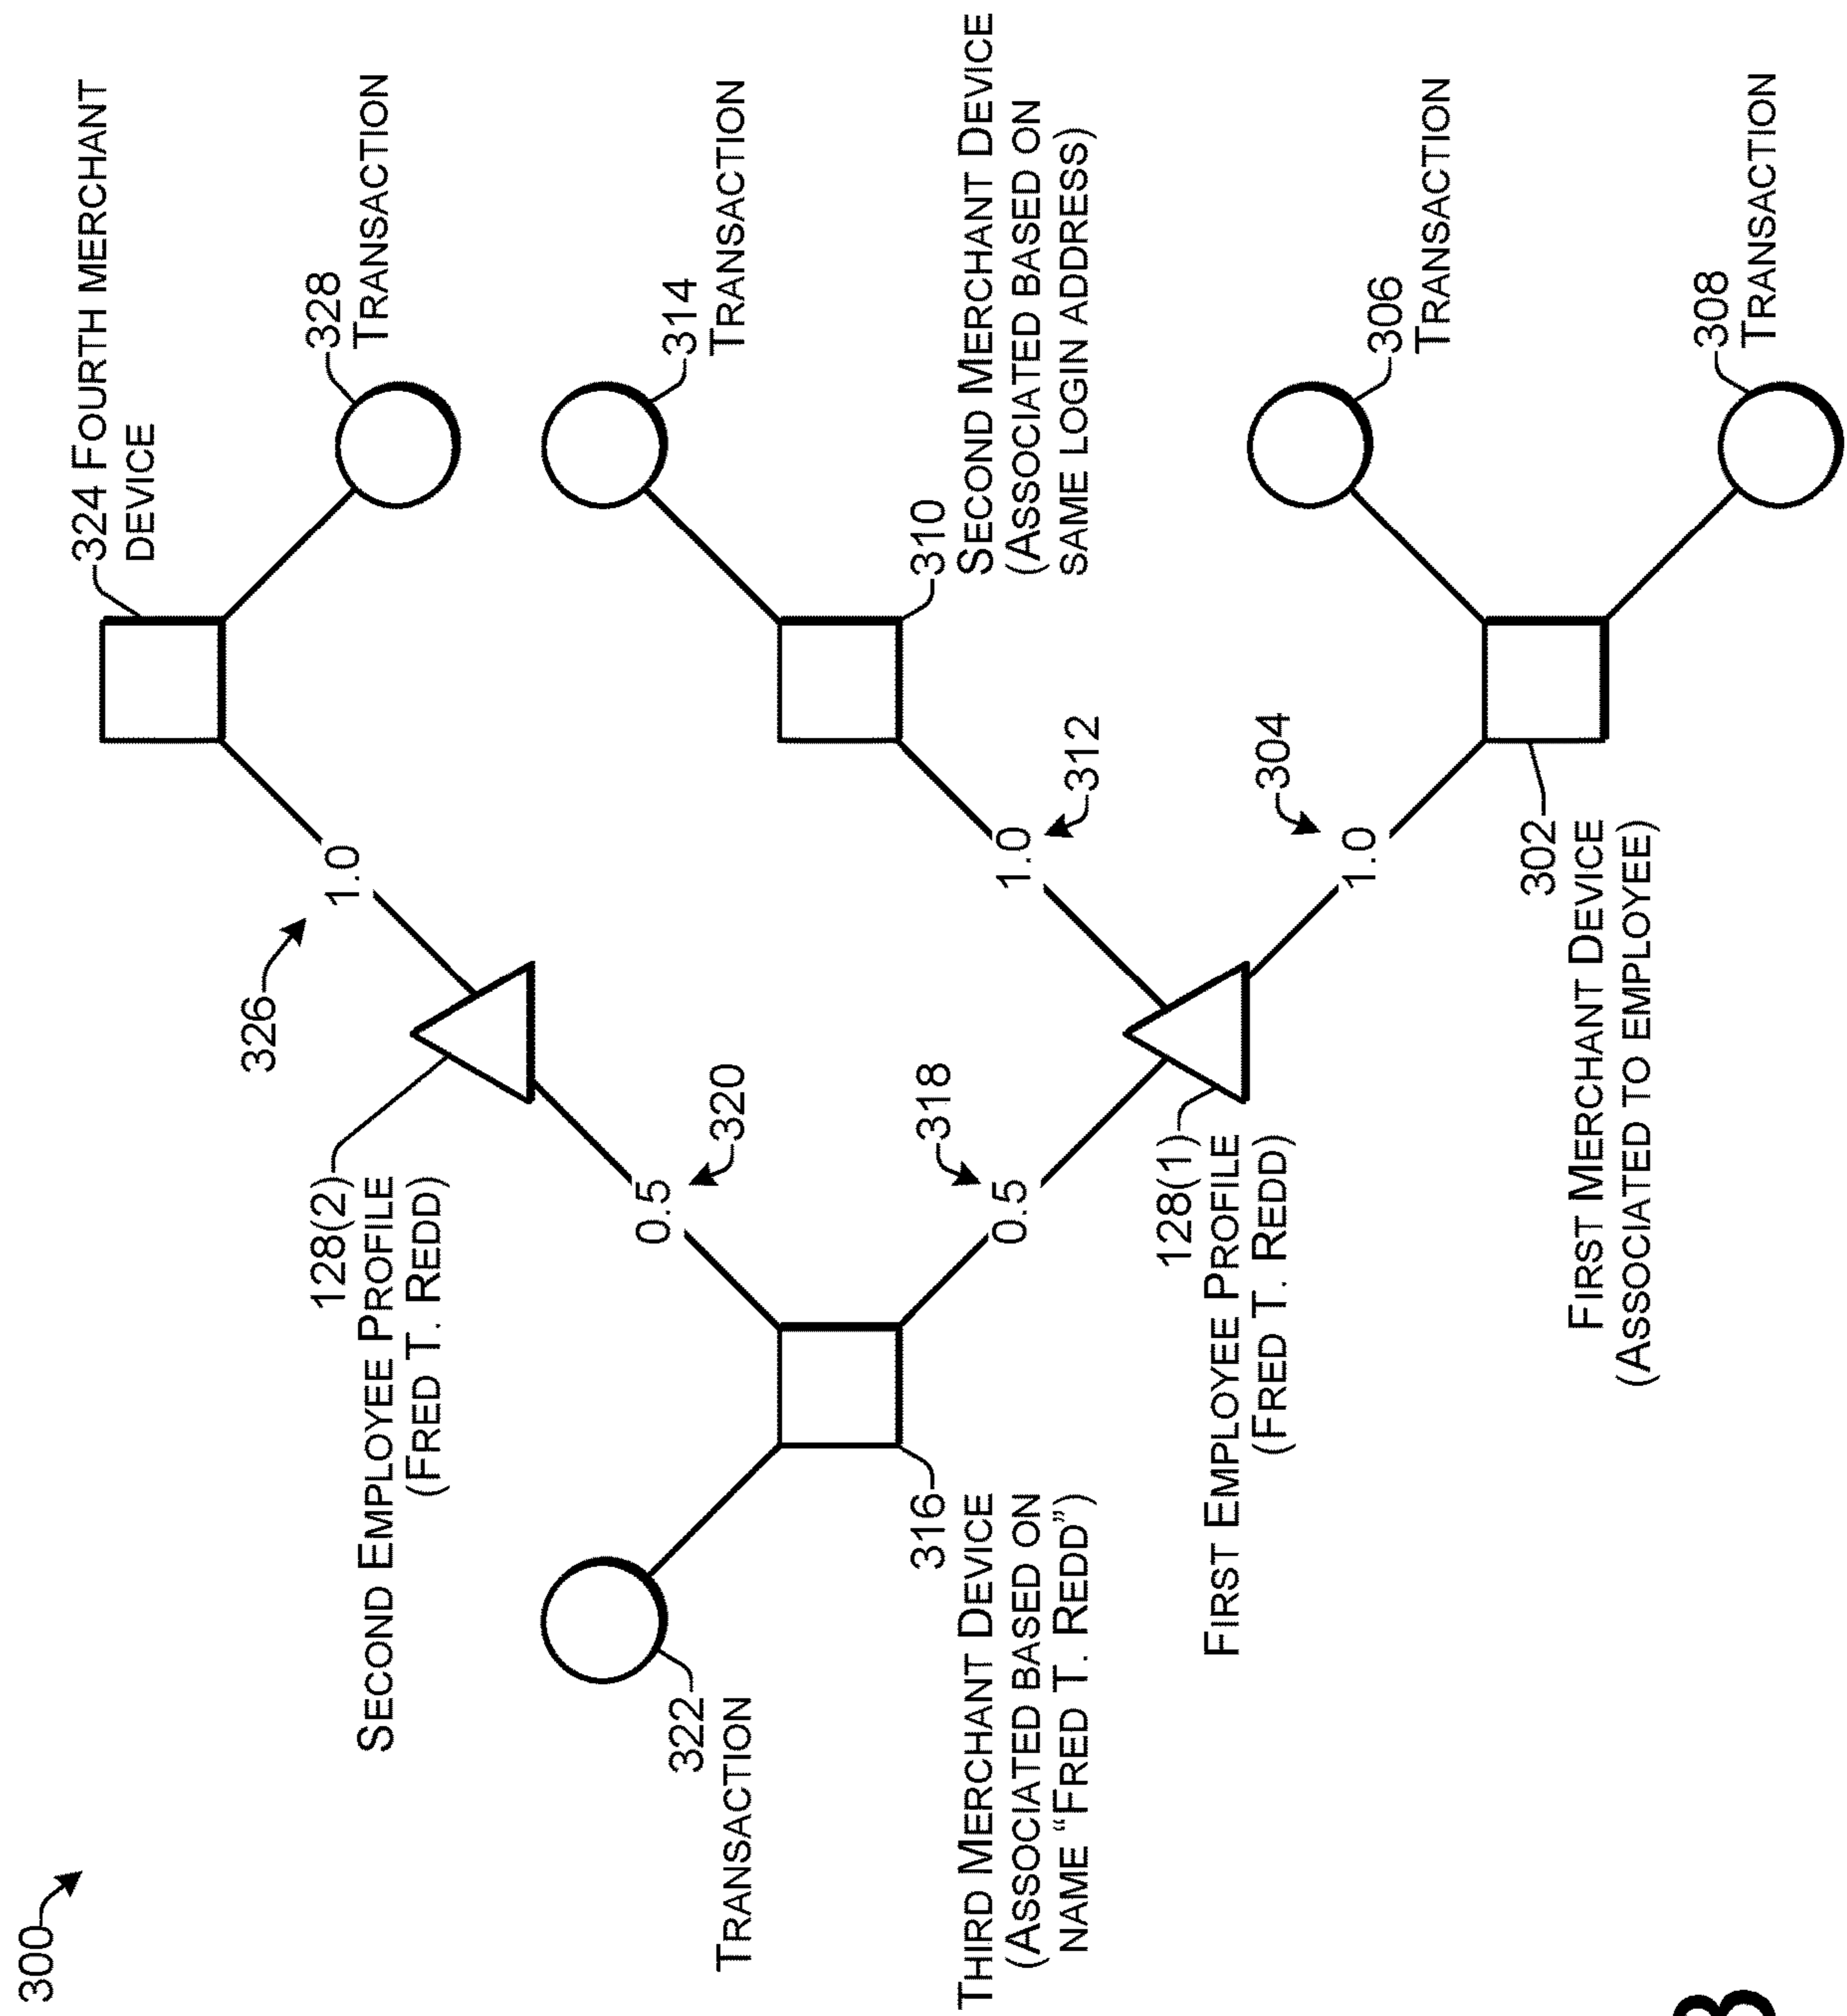 300
324 FOURTH MERCHANT
DEVICE
326
1.0
328
TRANSACTION
128(2)
SECOND EMPLOYEE PROFILE
(FRED T. REDD)
0.5
320
322
TRANSACTION
314
TRANSACTION
316
THIRD MERCHANT DEVICE
(ASSOCIATED BASED ON
NAME “FRED T. REDD”)
318
0.5
310
SECOND MERCHANT DEVICE
(ASSOCIATED BASED ON
SAME LOGIN ADDRESS)
1.0
312
128(1)
FIRST EMPLOYEE PROFILE
(FRED T. REDD)
304
1.0
306
TRANSACTION
302
FIRST MERCHANT DEVICE
(ASSOCIATED TO EMPLOYEE)
308
TRANSACTION
3